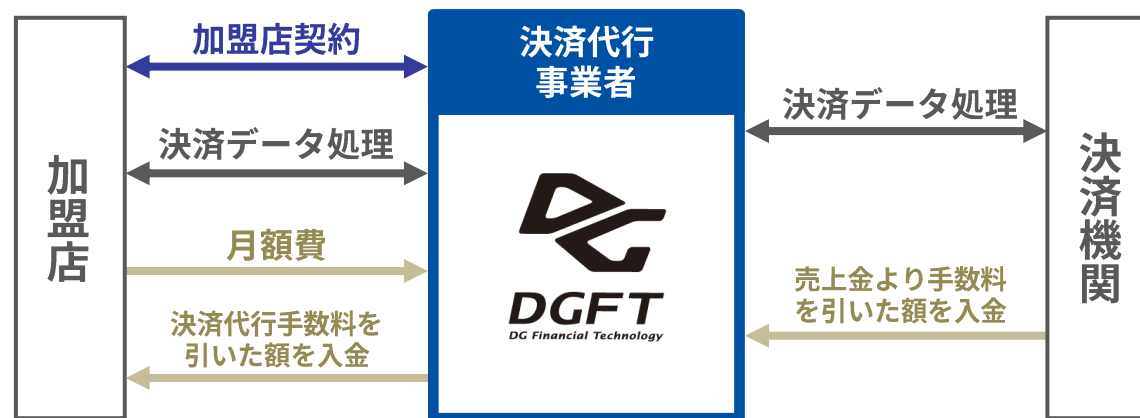 加盟店
加盟店契約
決済データ処理
月額費
決済代行手数料を
引いた額を入金
決済代行
事業者
DG
DGFT
DG Financial Technology
決済データ処理
売上金より手数料
を引いた額を入金
決済機関